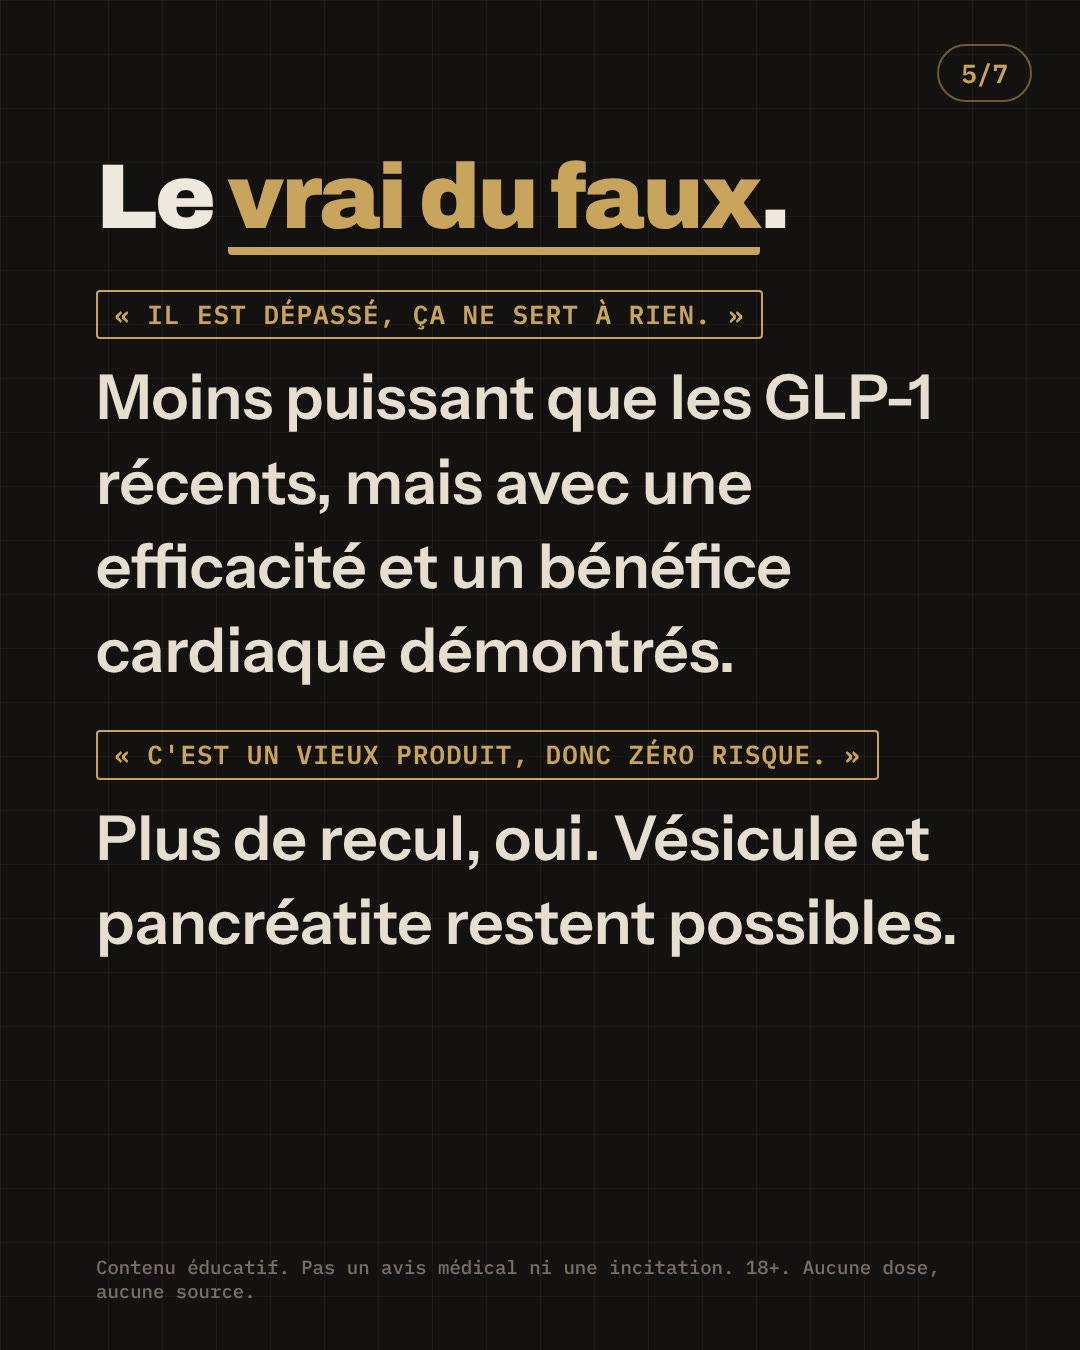 5/7
Le vrai du faux.
« IL EST DÉPASSÉ, ÇA NE SERT À RIEN. »
Moins puissant que les GLP-1
récents, mais avec une
efficacité et un bénéfice
cardiaque démontrés.
« C'EST UN VIEUX PRODUIT, DONC ZÉRO RISQUE. »
Plus de recul, oui. Vésicule et
pancréatite restent possibles.
Contenu éducatif. Pas un avis médical ni une incitation. 18+. Aucune dose,
aucune source.